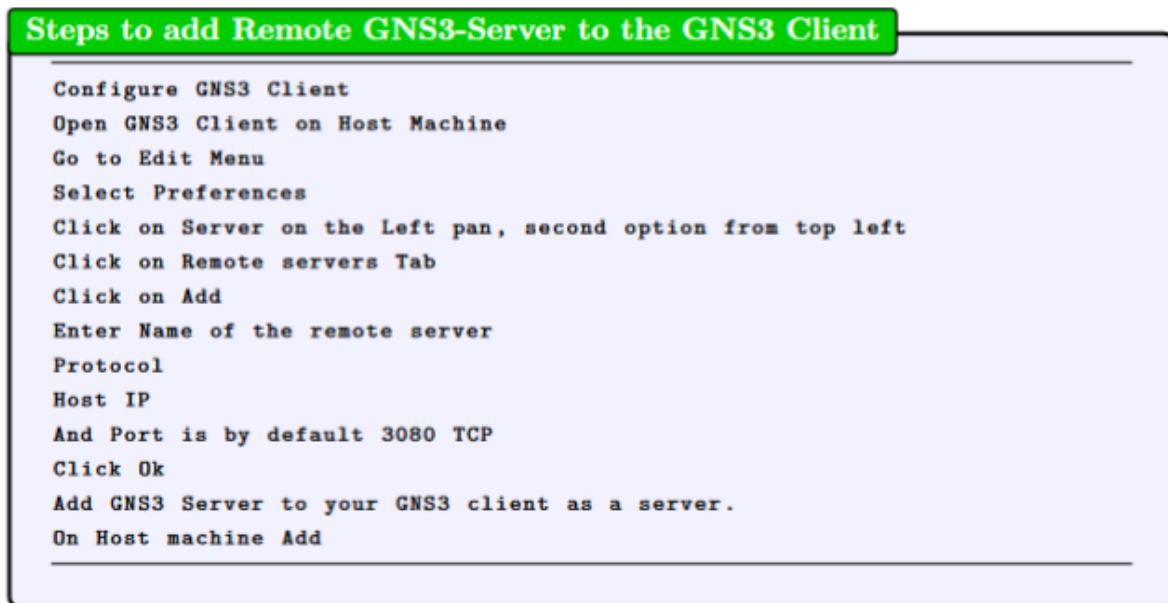 Steps to add Remote GNS3-Server to the GNS3 Client
Configure GNS3 Client
Open GNS3 Client on Host Machine
Go to Edit Menu
Select Preferences
Click on Server on the Left pan, second option from top left
Click on Remote servers Tab
Click on Add
Enter Name of the remote server
Protocol
Host IP
And Port is by default 3080 TCP
Click Ok
Add GNS3 Server to your GNS3 client as a server.
On Host machine Add